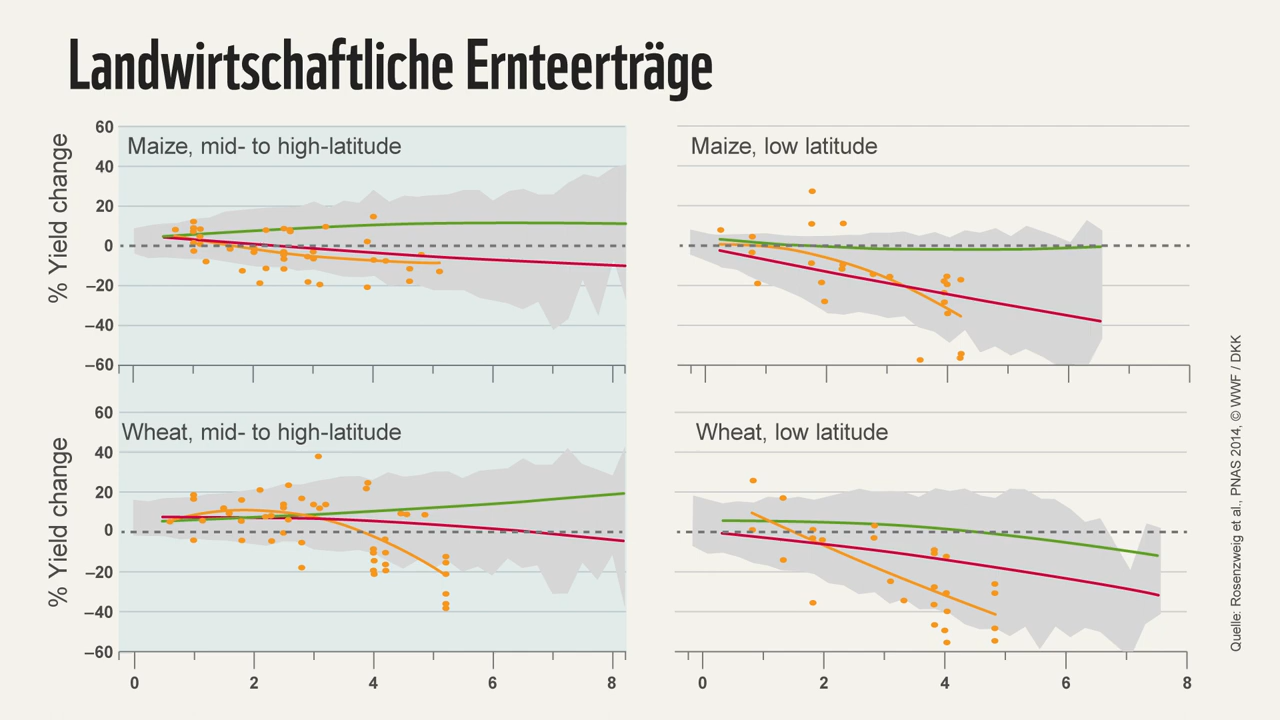 Landwirtschaftliche Ernteerträge
% Yield change
60
40
20
0
–20
–40
–60
Maize, mid- to high-latitude
Maize, low latitude
% Yield change
60
40
20
0
–20
–40
–60
Wheat, mid- to high-latitude
Wheat, low latitude
0 2 4 6 8
0 2 4 6 8
Quelle: Rosenzweig et al., PNAS 2014, © WWF / DKK